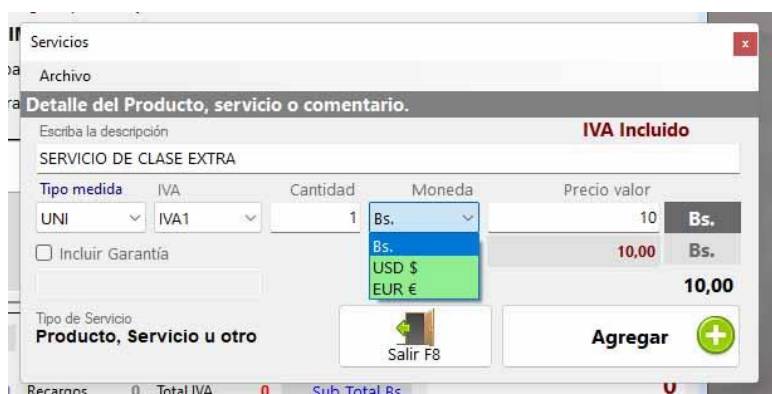 Servicios
x
Archivo
Detalle del Producto, servicio o comentario.
Escriba la descripción IVA Incluido
SERVICIO DE CLASE EXTRA
Tipo medida IVA Cantidad Moneda Precio valor
UNI IVA1 1 Bs. 10 Bs.
Incluir Garantía Bs. 10,00 Bs.
USD $
EUR € 10,00
Tipo de Servicio
Producto, Servicio u otro
Salir F8
Agregar
Recargos 0 Total IVA 0 Sub Total Bs. 0